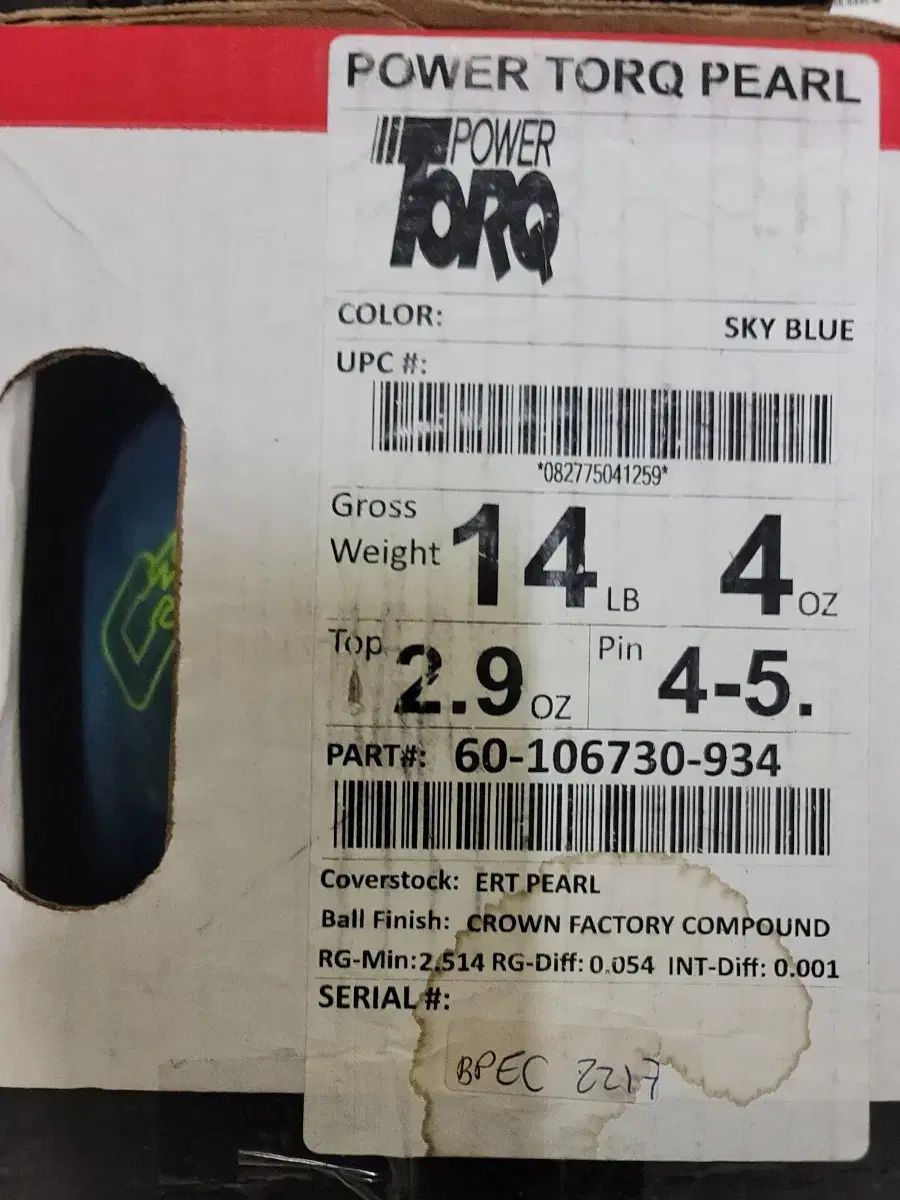 POWER TORQ PEARL
POWER
TORQ
COLOR: SKY BLUE
UPC #:
*082775041259*
Gross Weight 14 LB 4 OZ
Top 2.9 OZ Pin 4-5.
PART#: 60-106730-934
Coverstock: ERT PEARL
Ball Finish: CROWN FACTORY COMPOUND
RG-Min:2.514 RG-Diff: 0.054 INT-Diff: 0.001
SERIAL #:
BPEC 2217